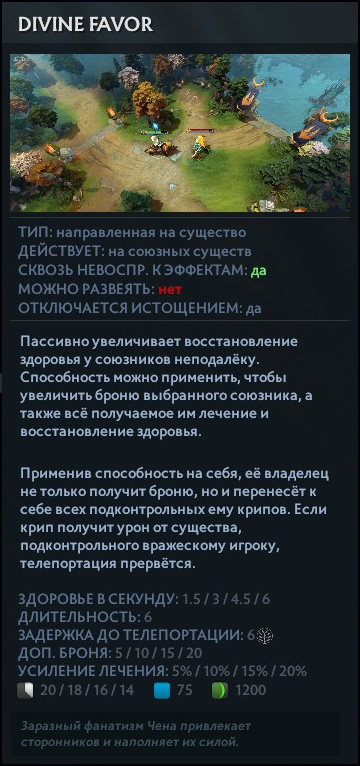 DIVINE FAVOR
ТИП: направленная на существо
ДЕЙСТВУЕТ: на союзных существ
СКВОЗЬ НЕВОСПР. К ЭФФЕКТАМ: да
МОЖНО РАЗВЕЯТЬ: нет
ОТКЛЮЧАЕТСЯ ИСТОЩЕНИЕМ: да
Пассивно увеличивает восстановление
здоровья у союзников неподалёку.
Способность можно применить, чтобы
увеличить броню выбранного союзника, а
также всё получаемое им лечение и
восстановление здоровья.
Применив способность на себя, её владелец
не только получит броню, но и перенесёт к
себе всех подконтрольных ему крипов. Если
крип получит урон от существа,
подконтрольного вражескому игроку,
телепортация прервётся.
ЗДОРОВЬЕ В СЕКУНДУ: 1.5 / 3 / 4.5 / 6
ДЛИТЕЛЬНОСТЬ: 6
ЗАДЕРЖКА ДО ТЕЛЕПОРТАЦИИ: 6
ДОП. БРОНЯ: 5 / 10 / 15 / 20
УСИЛЕНИЕ ЛЕЧЕНИЯ: 5% / 10% / 15% / 20%
20 / 18 / 16 / 14 75 1200
Заразный фанатизм Чена привлекает
сторонников и наполняет их силой.